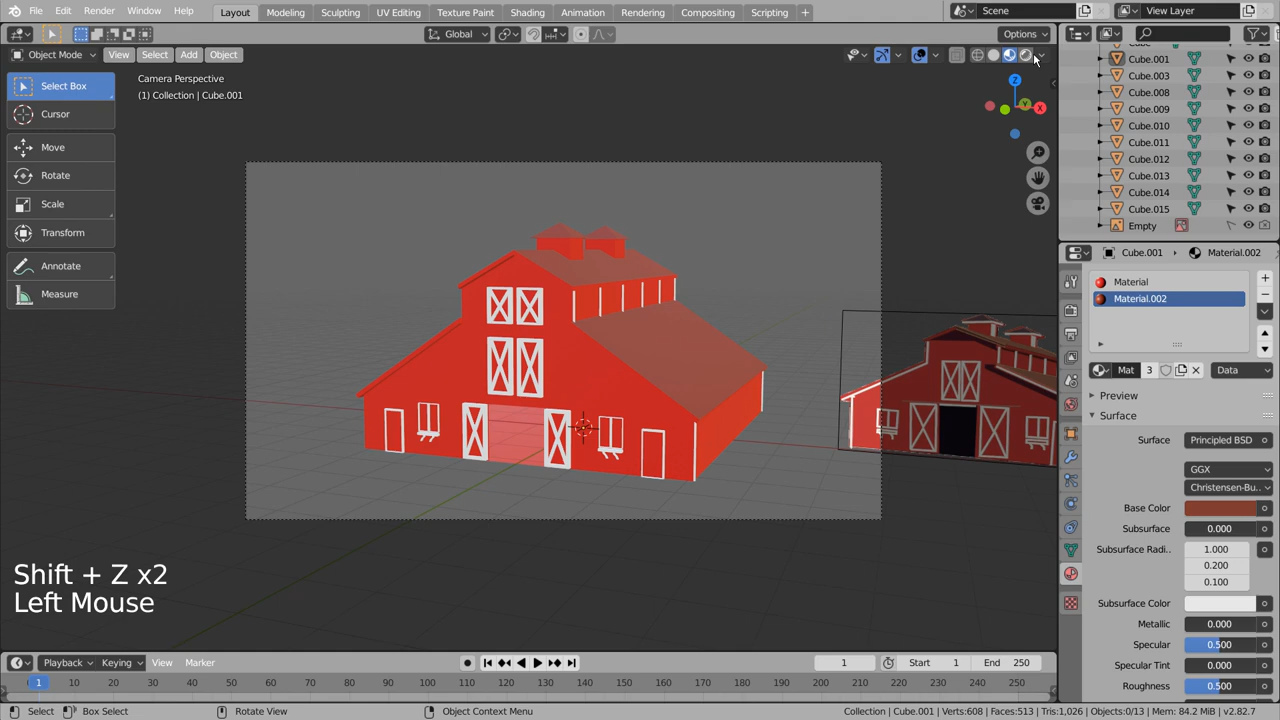 File Edit Render Window Help Layout Modeling Sculpting UV Editing Texture Paint Shading Animation Rendering Compositing Scripting + Scene View Layer
Global Options
Object Mode View Select Add Object
Select Box
Cursor
Move
Rotate
Scale
Transform
Annotate
Measure
Camera Perspective
(1) Collection | Cube.001
Z
Y
X
Cube.001
Cube.003
Cube.008
Cube.009
Cube.010
Cube.011
Cube.012
Cube.013
Cube.014
Cube.015
Empty
Cube.001 Material.002
Material
Material.002
Mat 3 Data
Preview
Surface
Surface Principled BSD
GGX
Christensen-Bu..
Base Color
Subsurface 0.000
Subsurface Radi.. 1.000
0.200
0.100
Subsurface Color
Metallic 0.000
Specular 0.500
Specular Tint 0.000
Roughness 0.500
Shift + Z x2
Left Mouse
Playback Keying View Marker 1 Start 1 End 250
1 10 20 30 40 50 60 70 80 90 100 110 120 130 140 150 160 170 180 190 200 210 220 230 240 250
Select Box Select Rotate View Object Context Menu Collection | Cube.001 | Verts:608 | Faces:513 | Tris:1,026 | Objects:0/13 | Mem: 84.2 MiB | v2.82.7